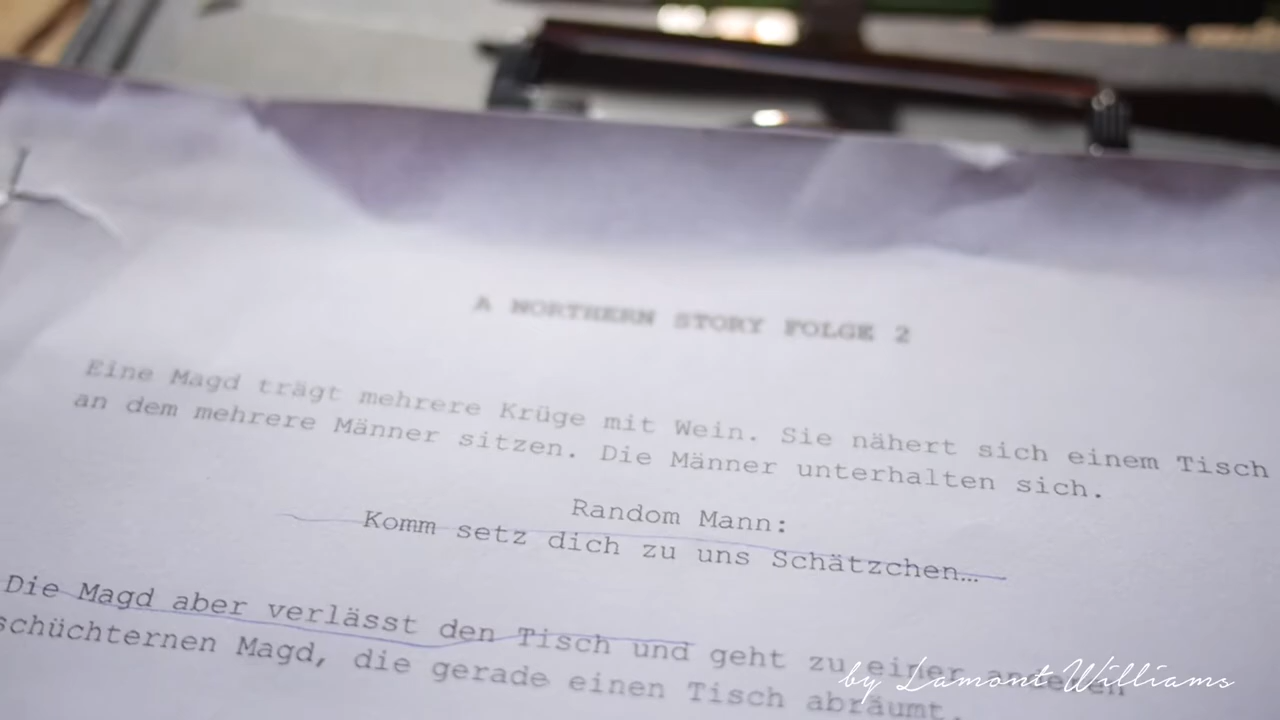 A NORTHERN STORY FOLGE 2
Eine Magd trägt mehrere Krüge mit Wein. Sie nähert sich einem Tisch
an dem mehrere Männer sitzen. Die Männer unterhalten sich.
Random Mann:
Komm setz dich zu uns Schätzchen…
Die Magd aber verlässt den Tisch und geht zu einer anderen
schüchternen Magd, die gerade einen Tisch abräumt.
by Lamont Williams